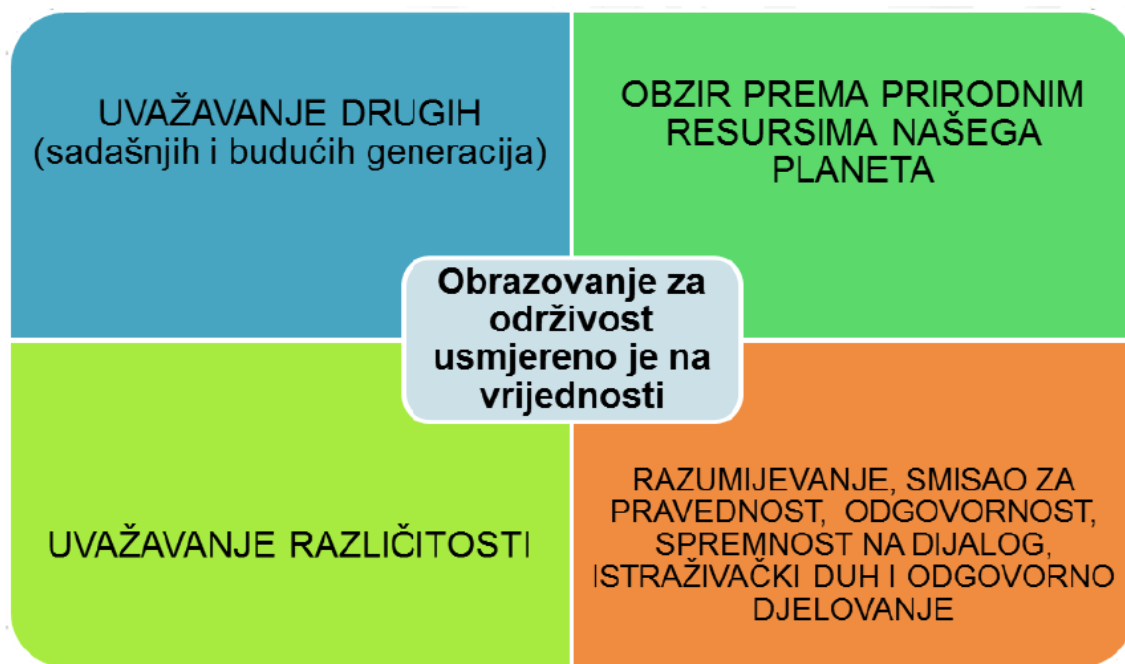 UVAŽAVANJE DRUGIH
(sadašnjih i budućih generacija)
OBZIR PREMA PRIRODNIM
RESURSIMA NAŠEGA
PLANETA
Obrazovanje za
održivost
usmjereno je na
vrijednosti
UVAŽAVANJE RAZLIČITOSTI
RAZUMIJEVANJE, SMISAO ZA
PRAVEDNOST, ODGOVORNOST,
SPREMNOST NA DIJALOG,
ISTRAŽIVAČKI DUH I ODGOVORNO
DJELOVANJE